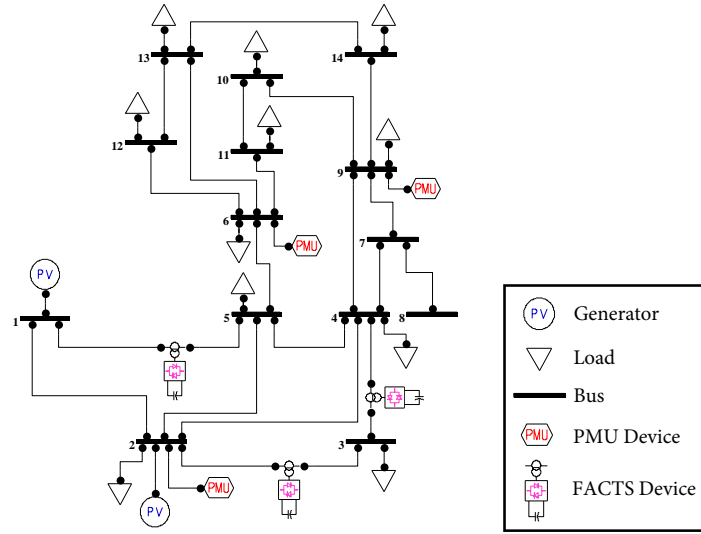 13
14
10
12
11
9
PMU
6
PMU
7
PV
1
5
4
8
2
3
PMU
PV
PV Generator
Load
Bus
PMU PMU Device
FACTS Device